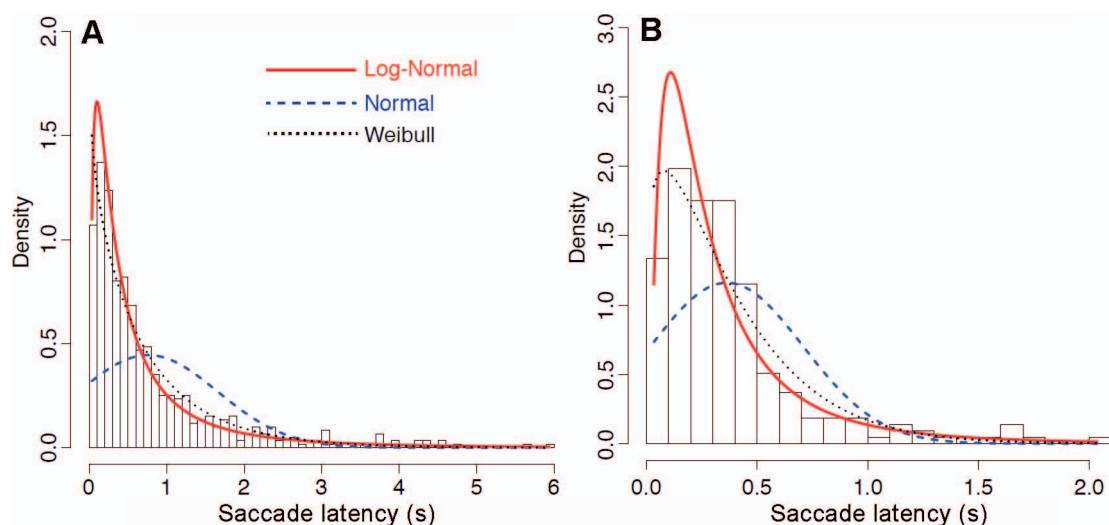 A
2.0
1.5
1.0
0.5
0.0
Density
Log-Normal
Normal
Weibull
0 1 2 3 4 5 6
Saccade latency (s)
B
3.0
2.5
2.0
1.5
1.0
0.5
0.0
Density
0.0 0.5 1.0 1.5 2.0
Saccade latency (s)